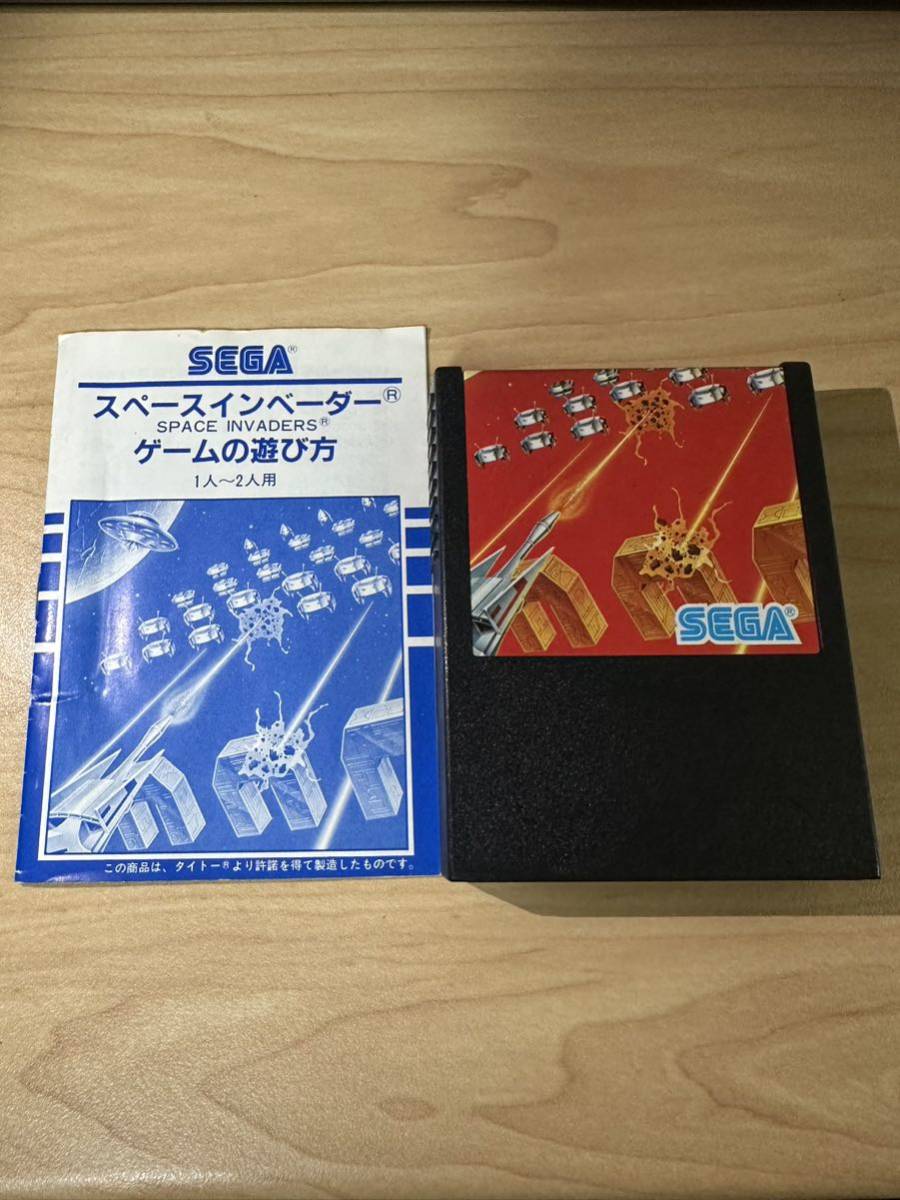 SEGA®
スペースインベーダー®
SPACE INVADERS®
ゲームの遊び方
1人〜2人用
この商品は、タイトー®より許諾を得て製造したものです。
SEGA®